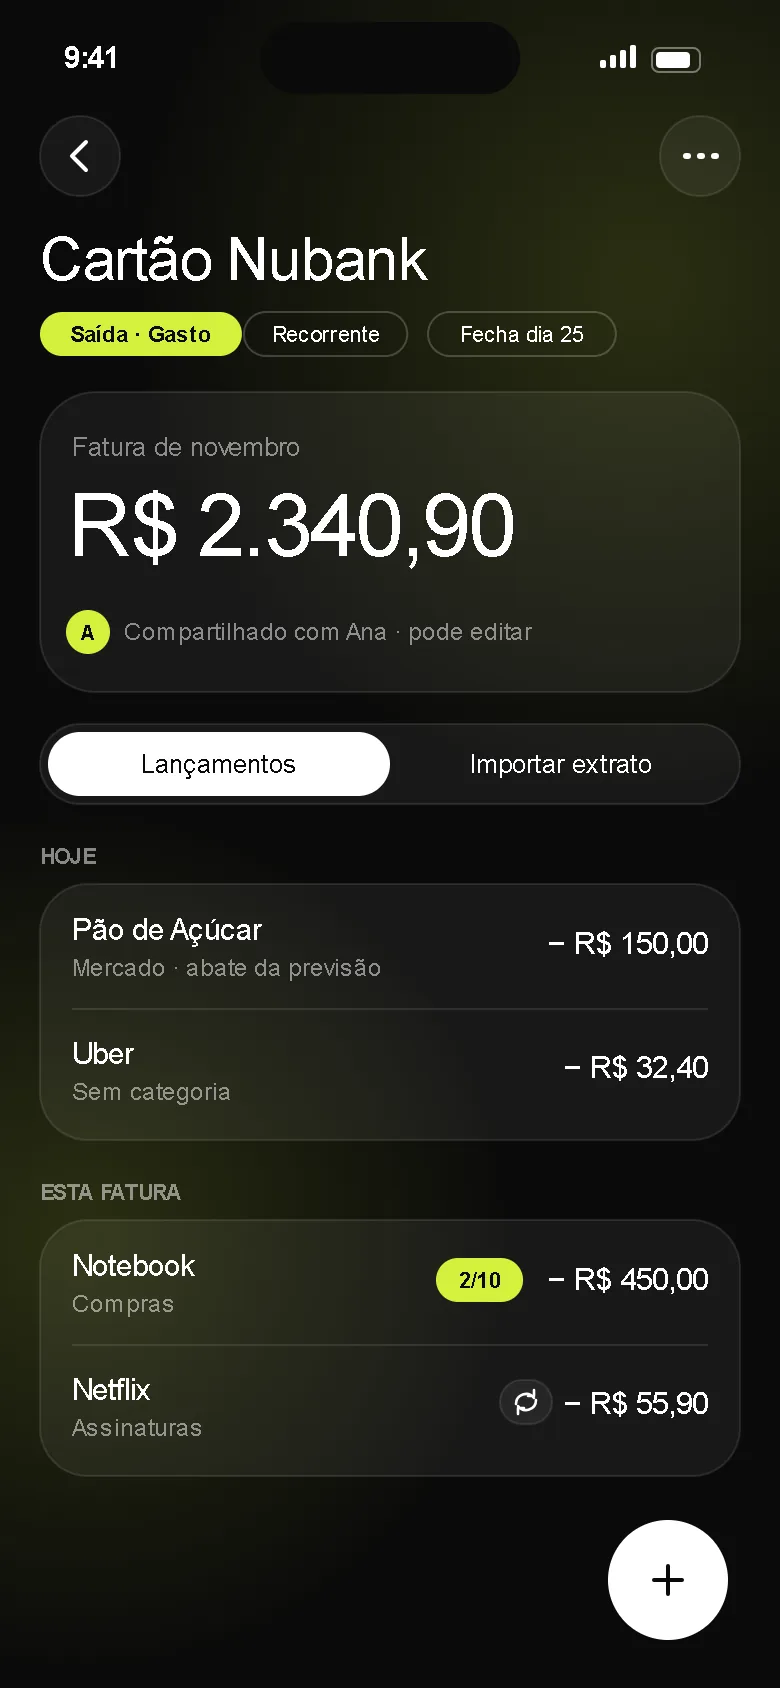 9:41
Cartão Nubank
Saída · Gasto
Recorrente
Fecha dia 25
Fatura de novembro
R$ 2.340,90
A
Compartilhado com Ana · pode editar
Lançamentos
Importar extrato
HOJE
Pão de Açúcar
− R$ 150,00
Mercado · abate da previsão
Uber
− R$ 32,40
Sem categoria
ESTA FATURA
Notebook
2/10
− R$ 450,00
Compras
Netflix
− R$ 55,90
Assinaturas